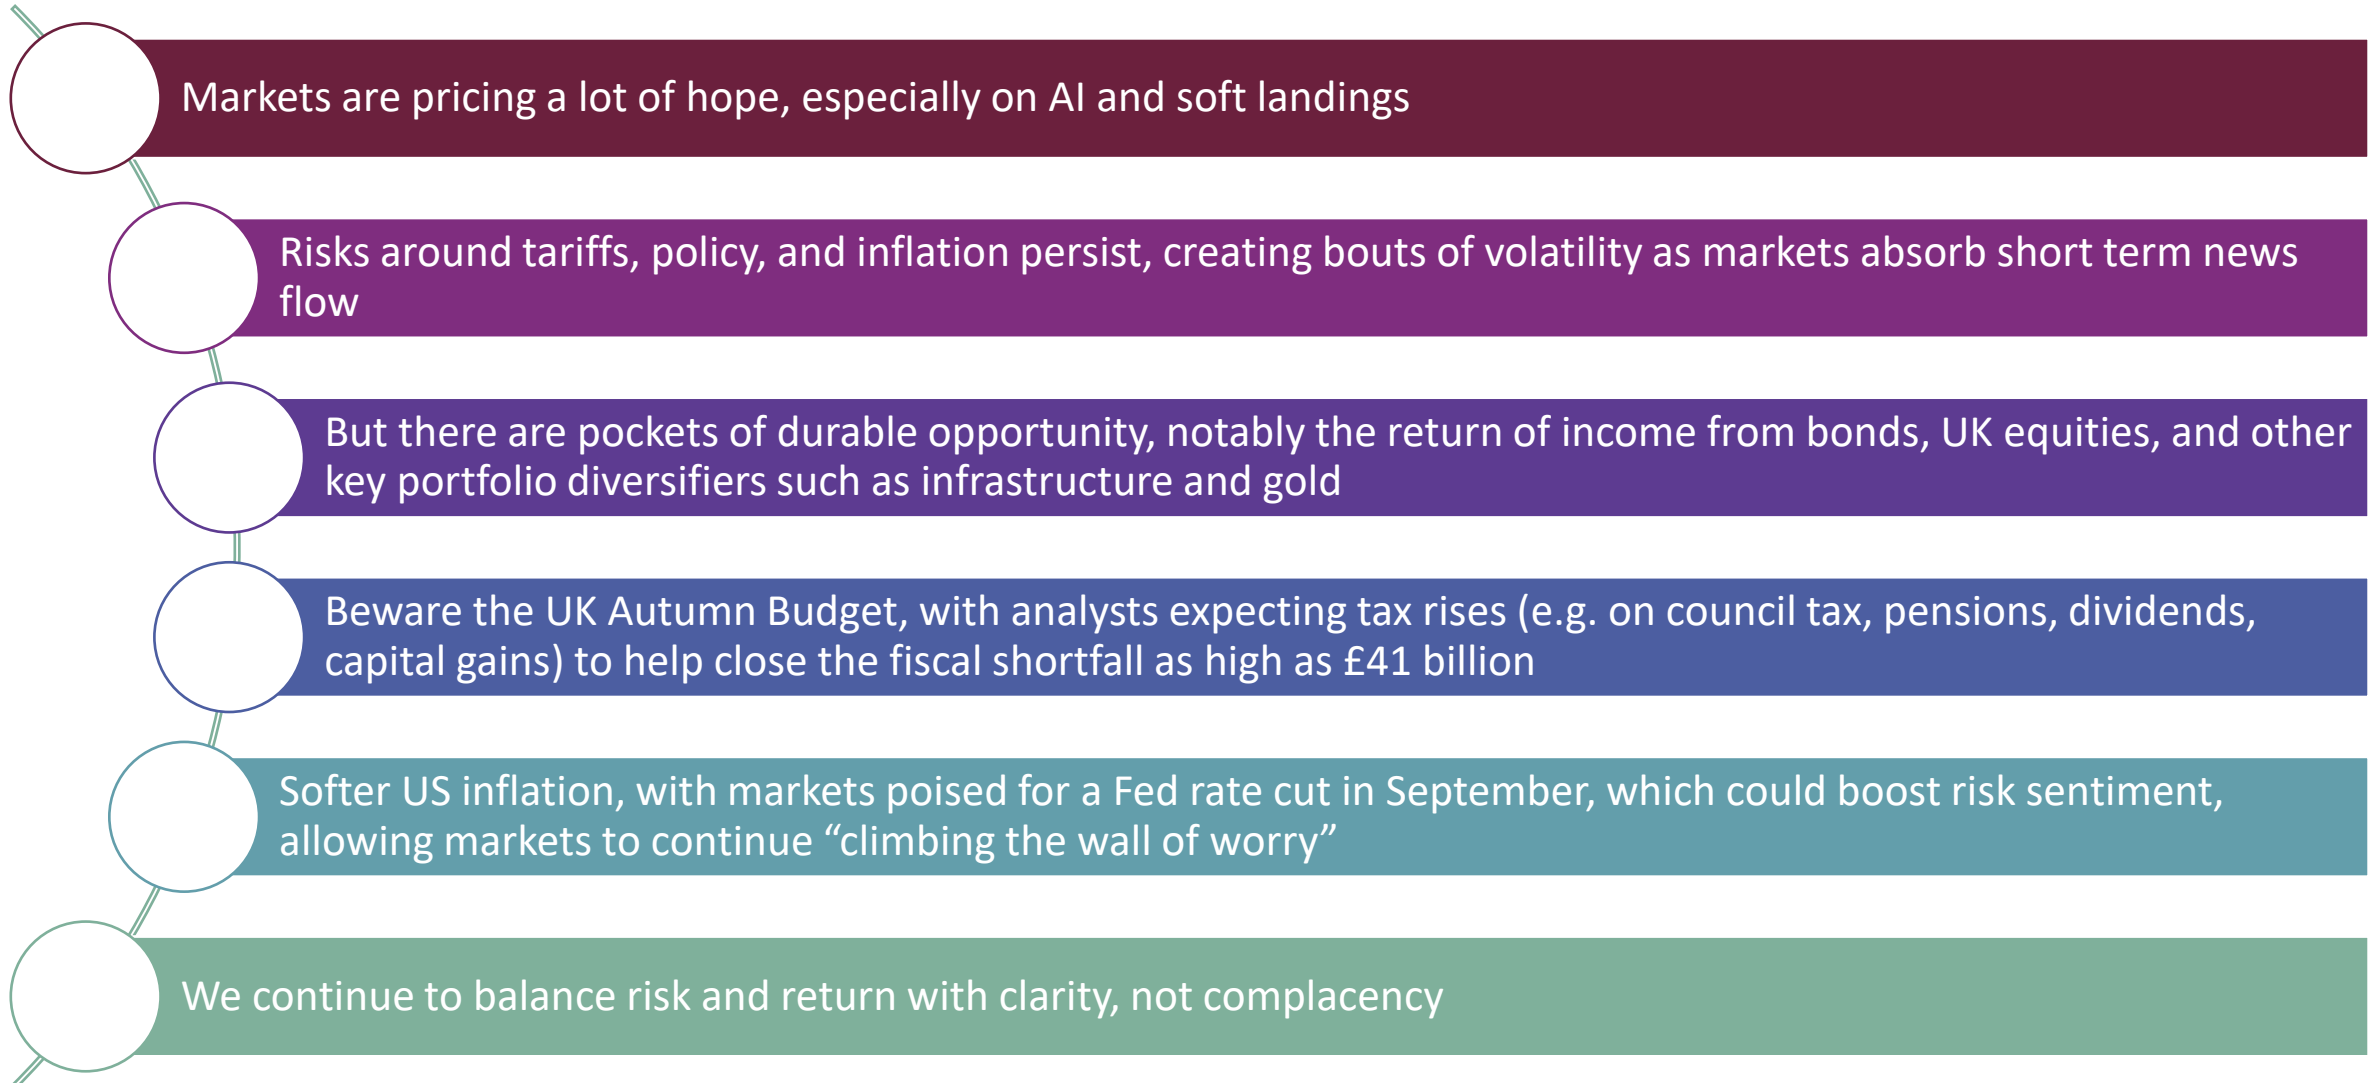 Markets are pricing a lot of hope, especially on AI and soft landings
Risks around tariffs, policy, and inflation persist, creating bouts of volatility as markets absorb short term news
flow
But there are pockets of durable opportunity, notably the return of income from bonds, UK equities, and other
key portfolio diversifiers such as infrastructure and gold
Beware the UK Autumn Budget, with analysts expecting tax rises (e.g. on council tax, pensions, dividends,
capital gains) to help close the fiscal shortfall as high as £41 billion
Softer US inflation, with markets poised for a Fed rate cut in September, which could boost risk sentiment,
allowing markets to continue “climbing the wall of worry”
We continue to balance risk and return with clarity, not complacency